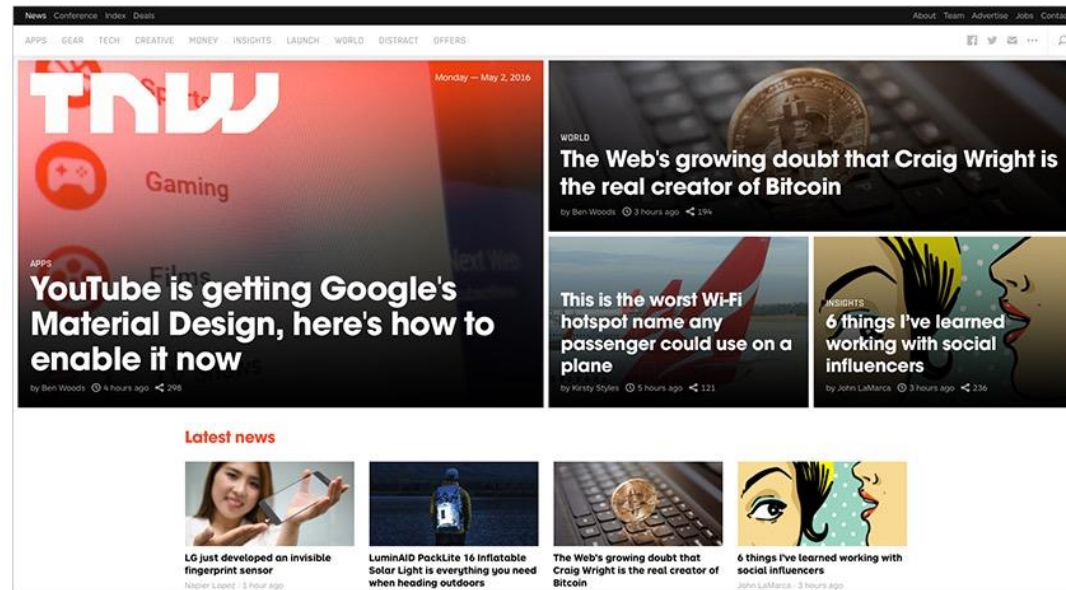 News Conference Index Deals
About Team Advertise Jobs Contac
APPS GEAR TECH CREATIVE MONEY INSIGHTS LAUNCH WORLD DISTRACT OFFERS
TNW
Monday — May 2, 2016
Sports
Gaming
Films
Next Web
APPS
YouTube is getting Google's
Material Design, here's how to
enable it now
by Ben Woods 4 hours ago 298
WORLD
The Web's growing doubt that Craig Wright is
the real creator of Bitcoin
by Ben Woods 3 hours ago 194
This is the worst Wi-Fi
hotspot name any
passenger could use on a
plane
by Kirsty Styles 5 hours ago 121
INSIGHTS
6 things I've learned
working with social
influencers
by John LaMarca 3 hours ago 236
Latest news
LG just developed an invisible
fingerprint sensor
Napier Lopez · 1 hour ago
LuminAID PackLite 16 Inflatable
Solar Light is everything you need
when heading outdoors
The Web's growing doubt that
Craig Wright is the real creator of
Bitcoin
6 things I've learned working with
social influencers
John LaMarca · 3 hours ago